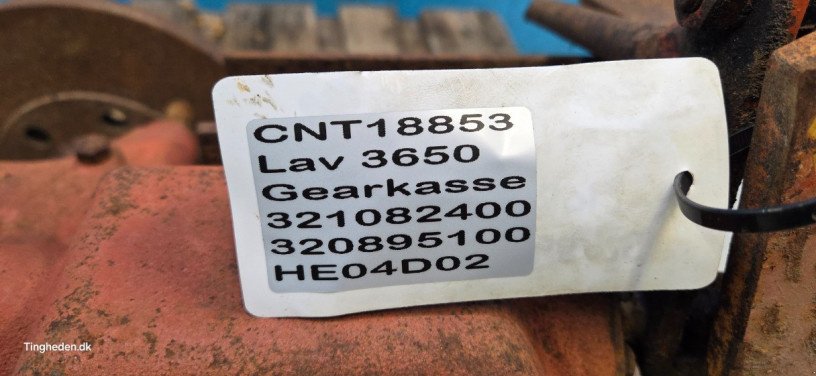 CNT18853
Lav 3650
Gearkasse
321082400
320895100
HE04D02
Tingheden.dk